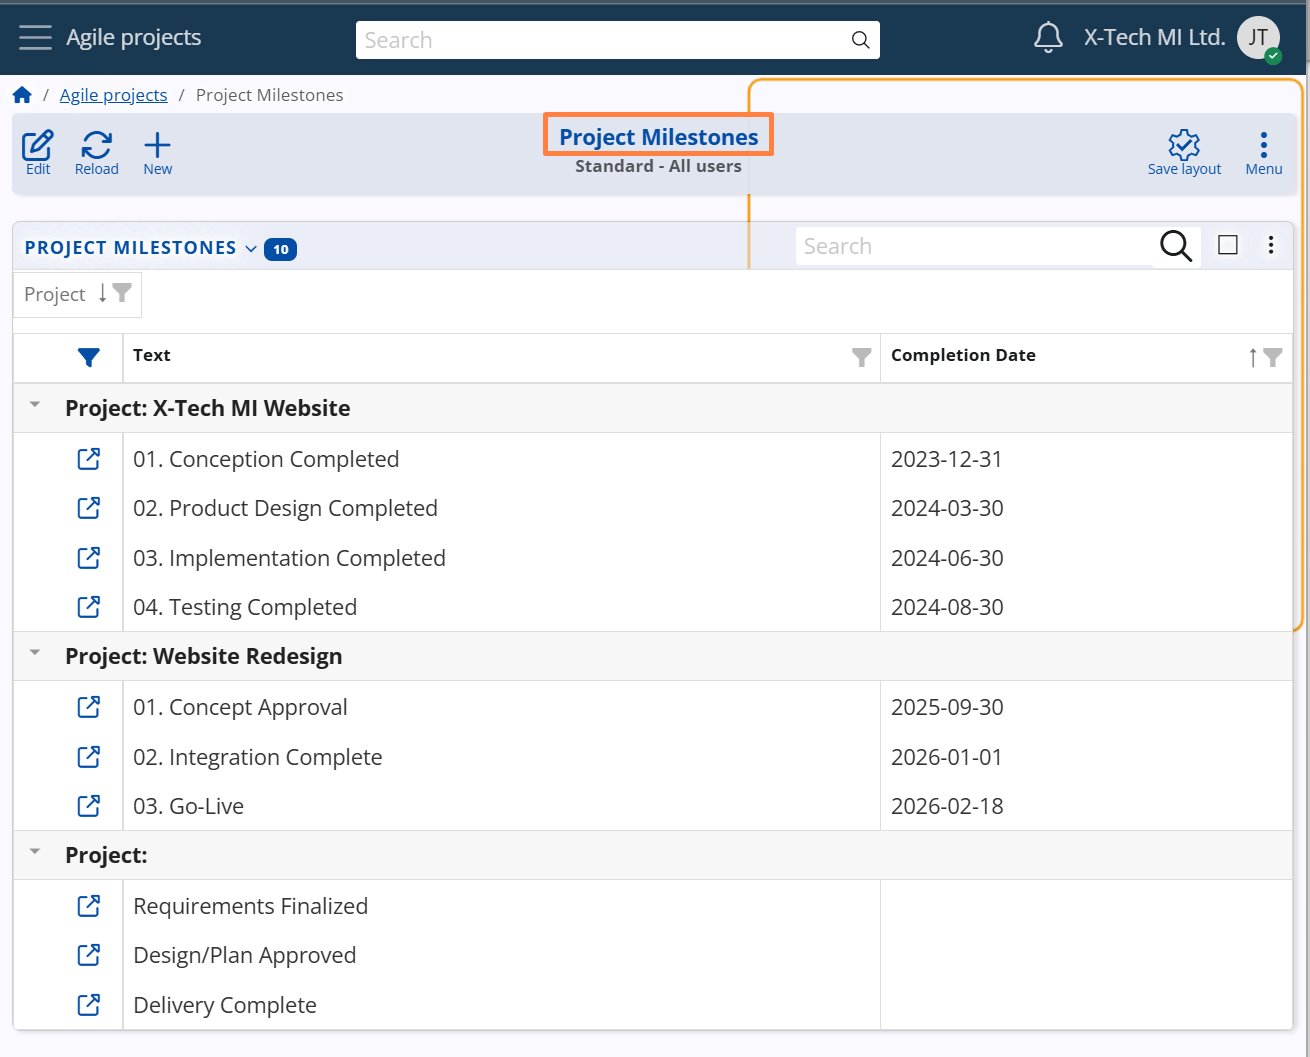 Agile projects
Search
X-Tech MI Ltd.
JT
/ Agile projects / Project Milestones
Edit
Reload
New
Project Milestones
Standard - All users
Save layout
Menu
PROJECT MILESTONES 10
Search
Project
Text
Completion Date
Project: X-Tech MI Website
01. Conception Completed 2023-12-31
02. Product Design Completed 2024-03-30
03. Implementation Completed 2024-06-30
04. Testing Completed 2024-08-30
Project: Website Redesign
01. Concept Approval 2025-09-30
02. Integration Complete 2026-01-01
03. Go-Live 2026-02-18
Project:
Requirements Finalized
Design/Plan Approved
Delivery Complete